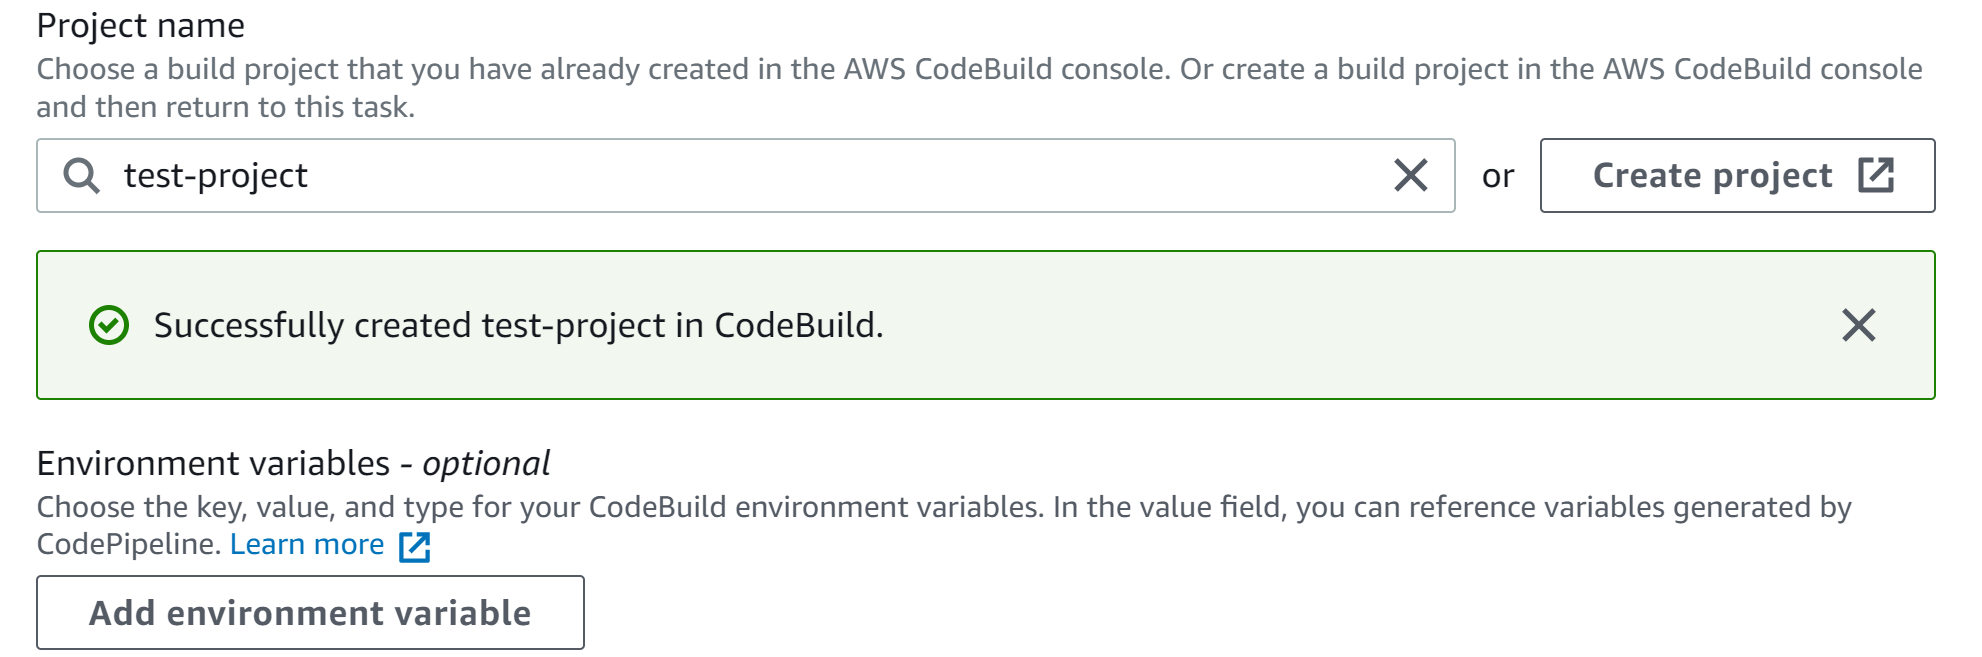 Project name
Choose a build project that you have already created in the AWS CodeBuild console. Or create a build project in the AWS CodeBuild console
and then return to this task.
test-project
or
Create project
Successfully created test-project in CodeBuild.
Environment variables - optional
Choose the key, value, and type for your CodeBuild environment variables. In the value field, you can reference variables generated by
CodePipeline. Learn more
Add environment variable